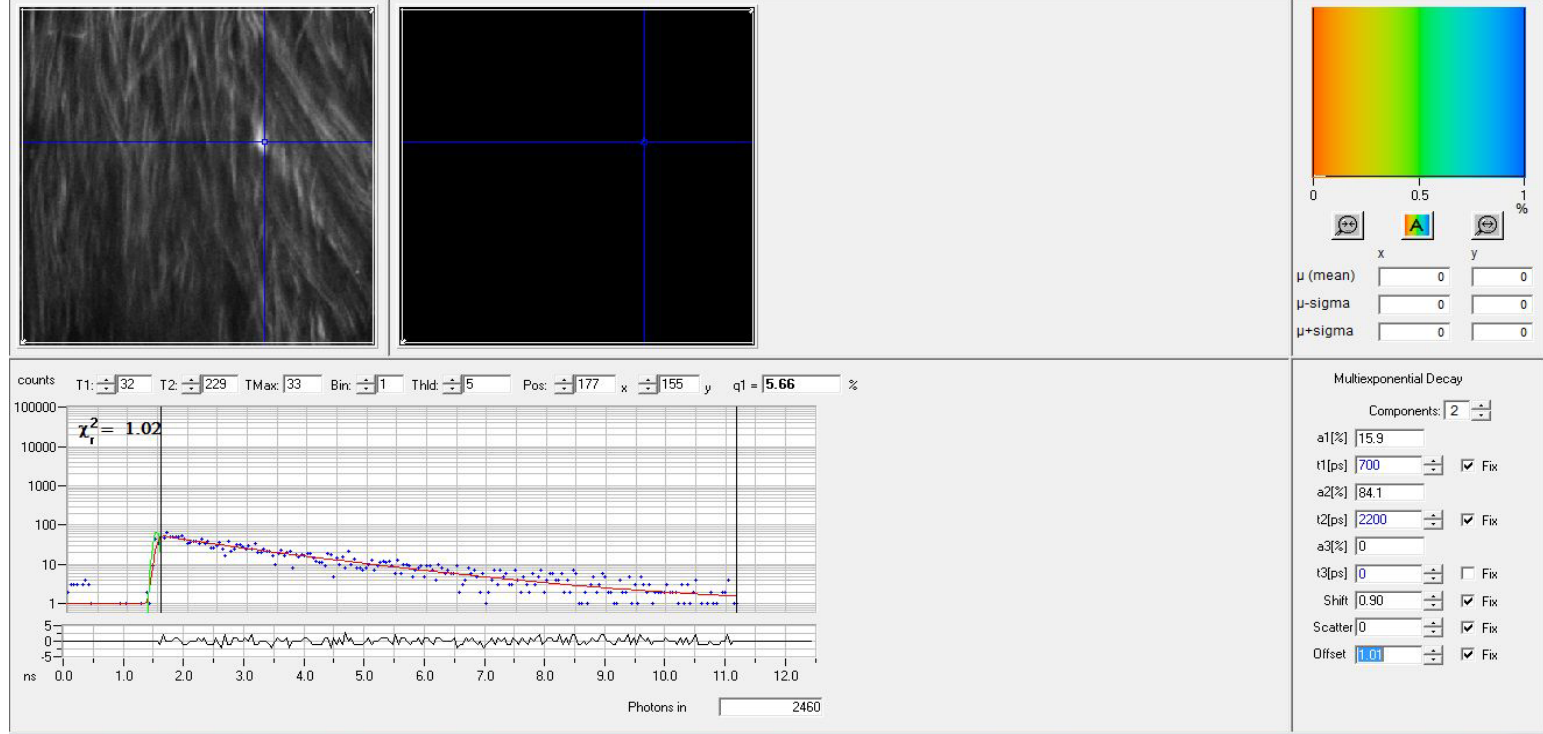 0 0.5 1
%
A
x y
µ (mean) 0 0
µ-sigma 0 0
µ+sigma 0 0
counts T1: 32 T2: 229 TMax: 33 Bin: 1 Thld: 5 Pos: 177 x 155 y q1 = 5.66 %
100000
χ²r = 1.02
10000
1000
100
10
1
5
0
-5
ns 0.0 1.0 2.0 3.0 4.0 5.0 6.0 7.0 8.0 9.0 10.0 11.0 12.0
Photons in 2460
Multiexponential Decay
Components: 2
a1[%] 15.9
t1[ps] 700 Fix
a2[%] 84.1
t2[ps] 2200 Fix
a3[%] 0
t3[ps] 0 Fix
Shift 0.90 Fix
Scatter 0 Fix
Offset 1.01 Fix